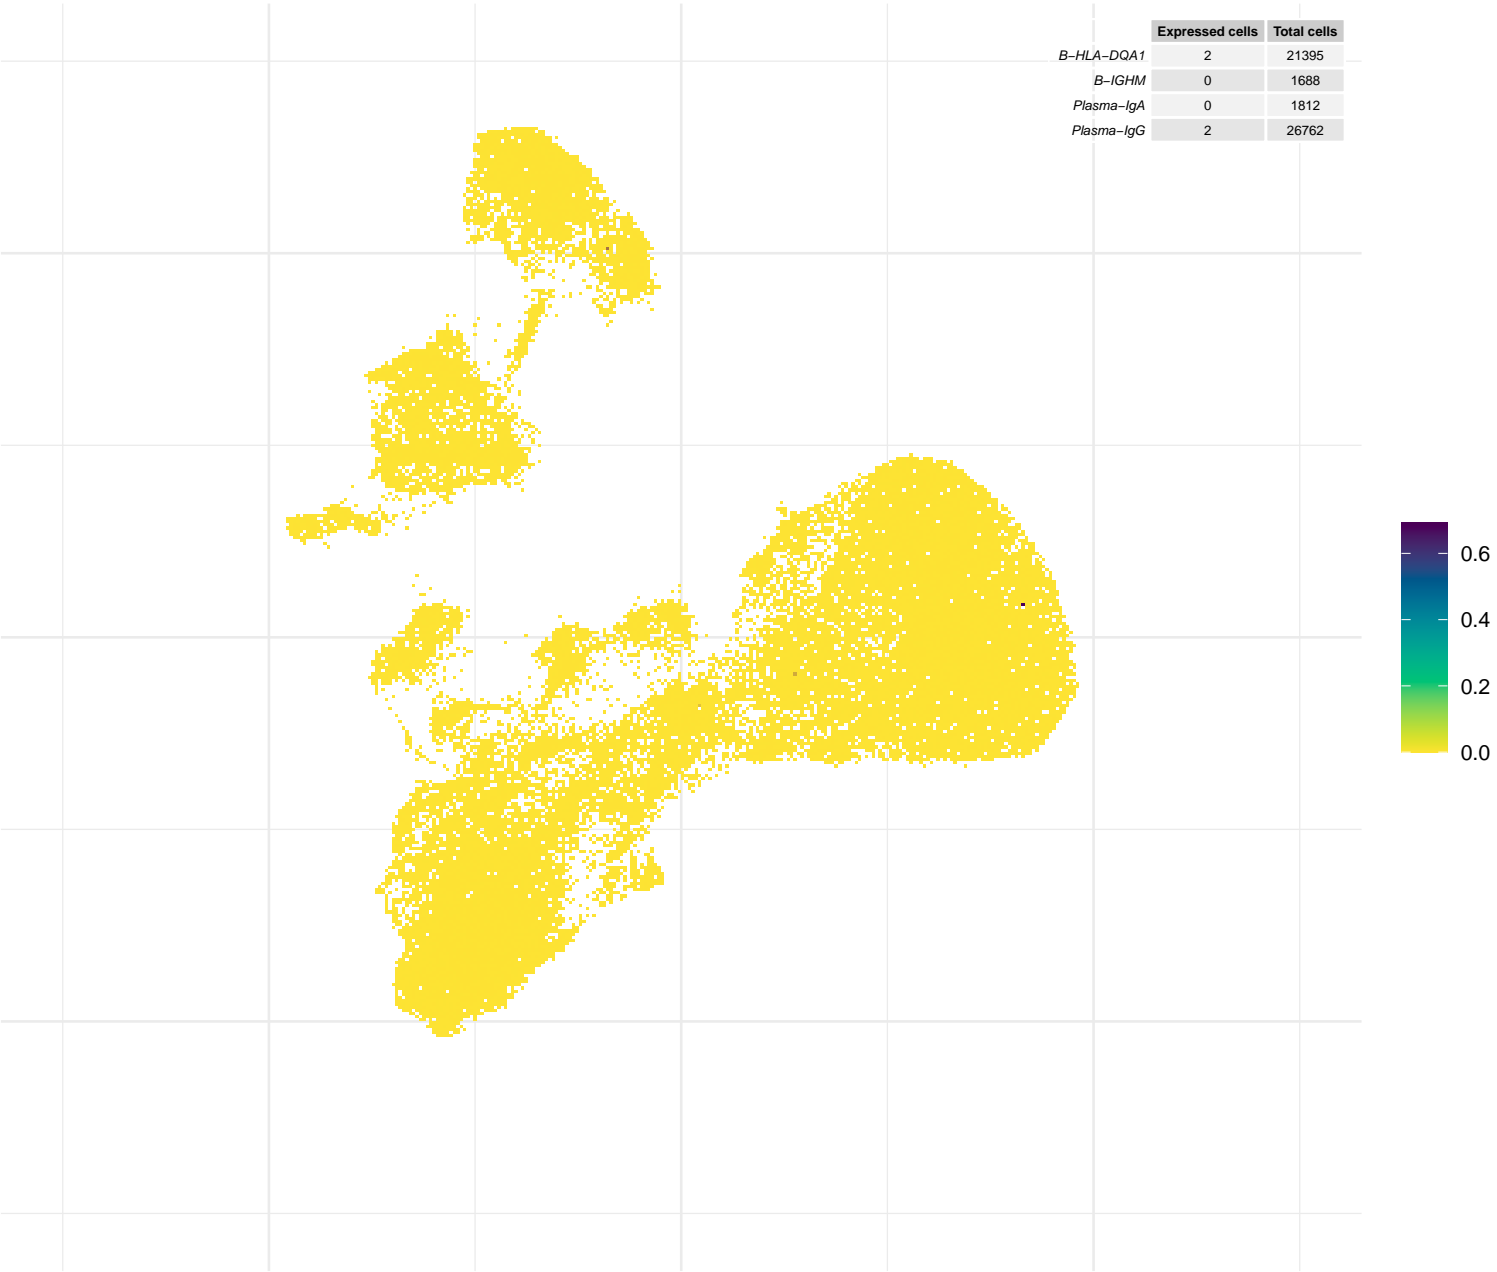 Expressed cells Total cells
B−HLA−DQA1 2 21395
B−IGHM 0 1688
Plasma−IgA 0 1812
Plasma−IgG 2 26762
0.6
0.4
0.2
0.0